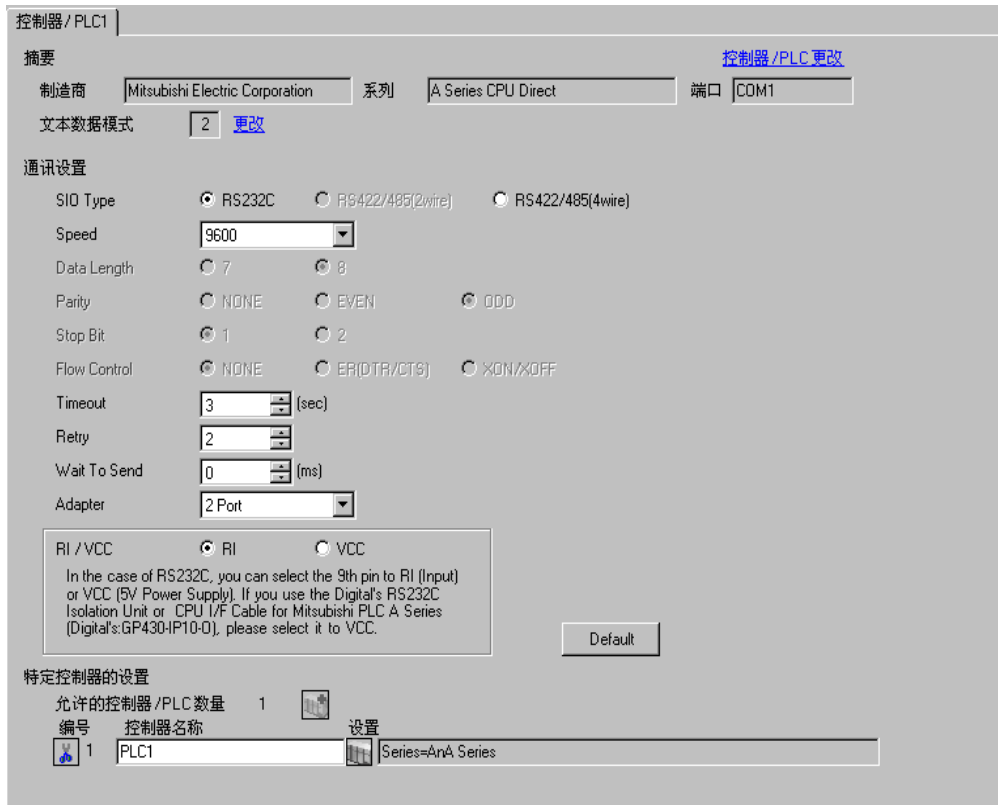 控制器/PLC1
摘要 控制器/PLC更改
制造商 Mitsubishi Electric Corporation 系列 A Series CPU Direct 端口 COM1
文本数据模式 2 更改
通讯设置
SIO Type RS232C RS422/485(2wire) RS422/485(4wire)
Speed 9600
Data Length 7 8
Parity NONE EVEN ODD
Stop Bit 1 2
Flow Control NONE ER(DTR/CTS) XON/XOFF
Timeout 3 (sec)
Retry 2
Wait To Send 0 (ms)
Adapter 2 Port
RI / VCC RI VCC
In the case of RS232C, you can select the 9th pin to RI (Input)
or VCC (5V Power Supply). If you use the Digital's RS232C
Isolation Unit or CPU I/F Cable for Mitsubishi PLC A Series
(Digital's:GP430-IP10-O), please select it to VCC.
Default
特定控制器的设置
允许的控制器/PLC数量 1
编号 控制器名称 设置
1 PLC1 Series=AnA Series